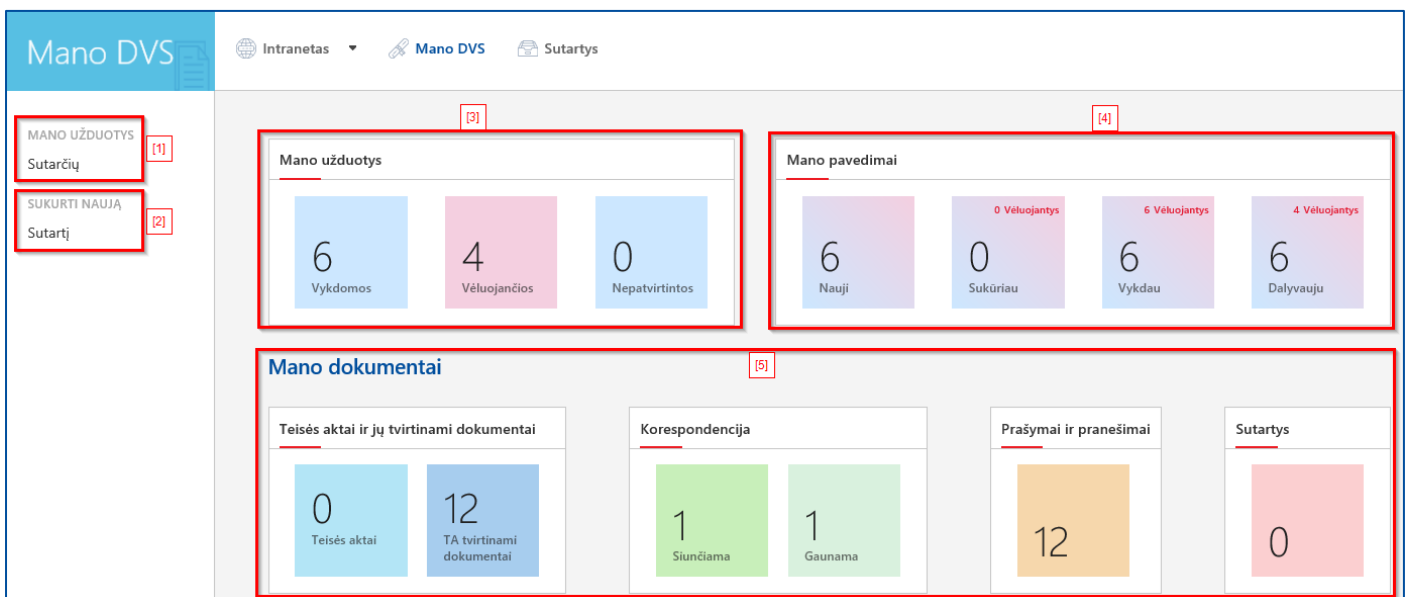 Mano DVS
Intranetas
Mano DVS
Sutartys
MANO UŽDUOTYS
Sutarčių
[1]
SUKURTI NAUJĄ
Sutartį
[2]
[3]
Mano užduotys
6
Vykdomos
4
Vėluojančios
0
Nepatvirtintos
[4]
Mano pavedimai
6
Nauji
0 Vėluojantys
0
Sukūriau
6 Vėluojantys
6
Vykdau
4 Vėluojantys
6
Dalyvauju
Mano dokumentai
[5]
Teisės aktai ir jų tvirtinami dokumentai
0
Teisės aktai
12
TA tvirtinami
dokumentai
Korespondencija
1
Siunčiama
1
Gaunama
Prašymai ir pranešimai
12
Sutartys
0